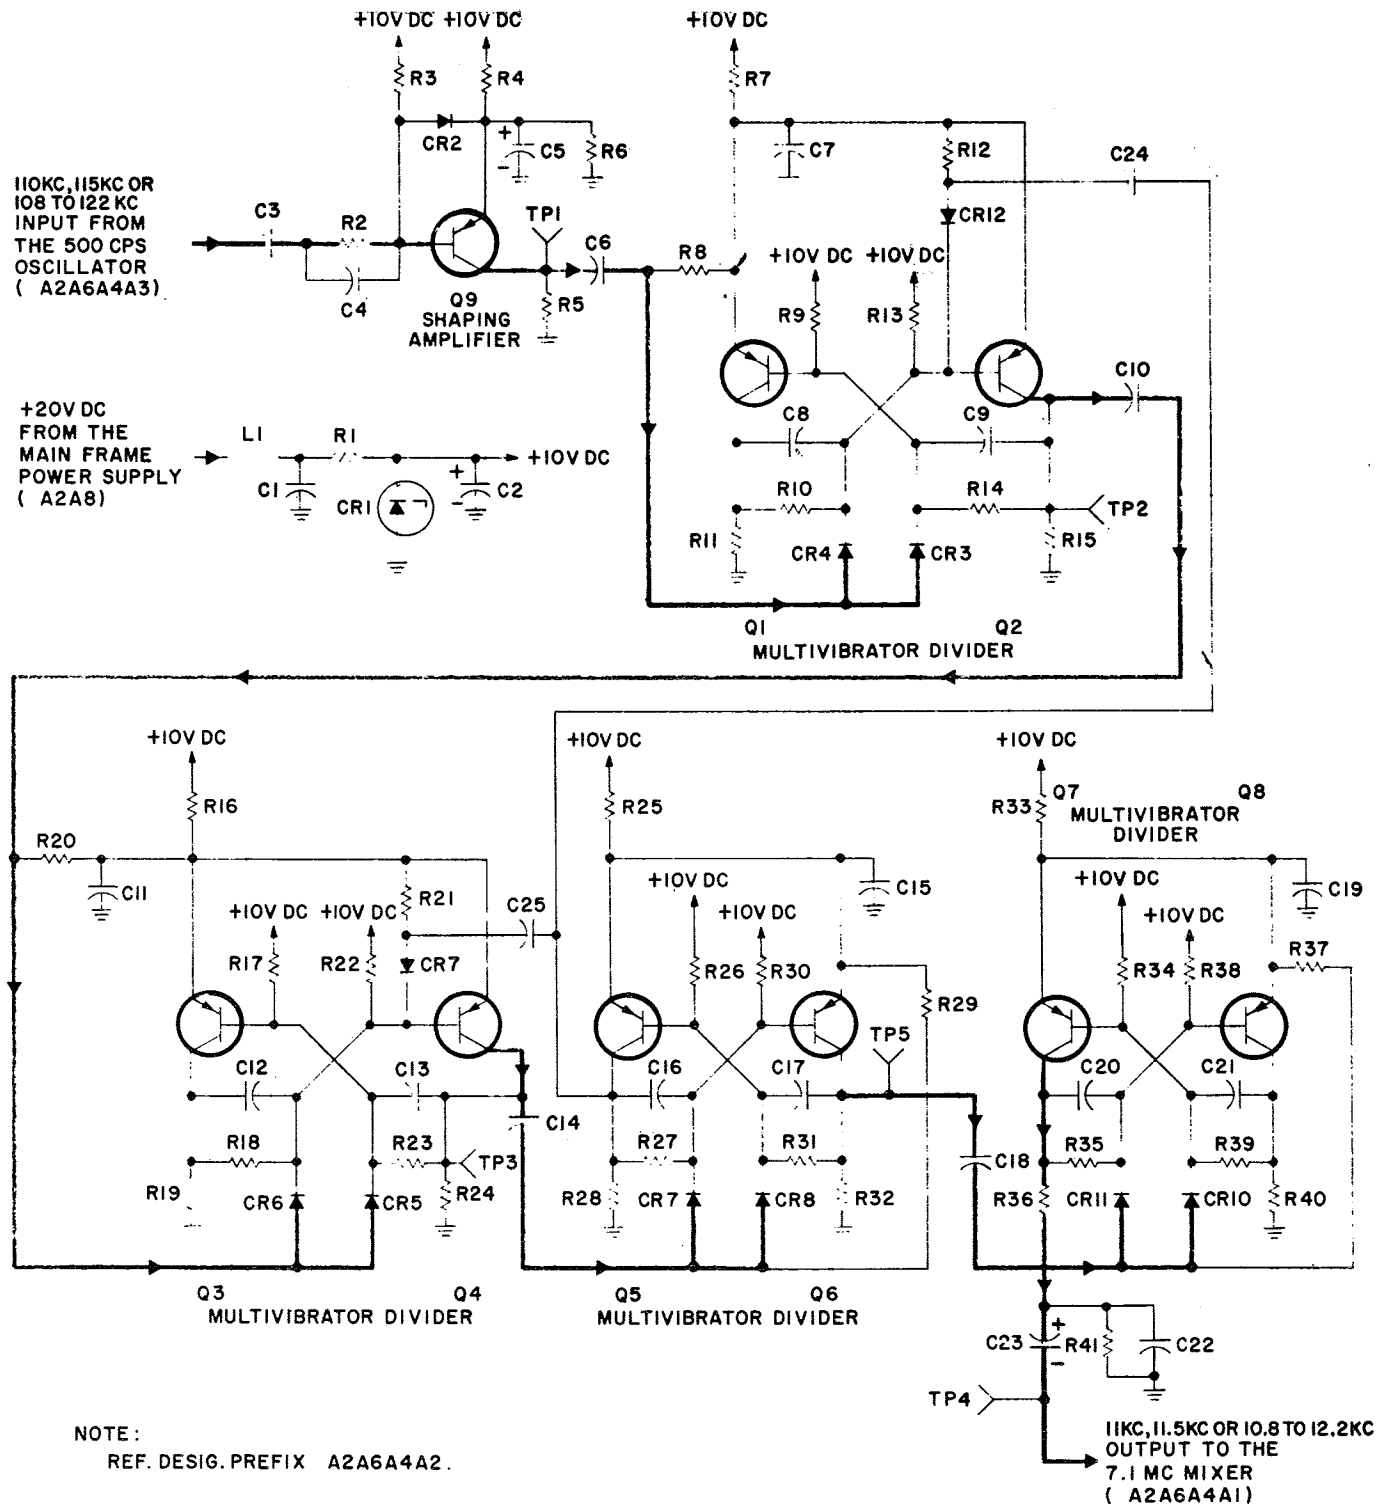 +10V DC +10V DC
+10V DC
R3
R4
R7
CR2
+
-
C5
R6
C7
R12
C24
110KC, 115KC OR
108 TO 122 KC
INPUT FROM
THE 500 CPS
OSCILLATOR
( A2A6A4A3)
C3
R2
C4
TP1
C6
R8
CR12
+10V DC +10V DC
Q9
SHAPING
AMPLIFIER
R5
R9
R13
C10
+20V DC
FROM THE
MAIN FRAME
POWER SUPPLY
( A2A8)
L1
R1
C1
CR1
+
-
C2
+10V DC
C8
C9
R10
R14
TP2
R11
CR4
CR3
R15
Q1
Q2
MULTIVIBRATOR DIVIDER
+10V DC
+10V DC
+10V DC
R16
R25
R33
Q7
Q8
MULTIVIBRATOR
DIVIDER
R20
C11
R21
C25
C15
C19
+10V DC
+10V DC
+10V DC
+10V DC
+10V DC
+10V DC
R17
R22
CR7
R26
R30
R29
R34
R38
R37
TP5
C12
C13
C14
C16
C17
C18
C20
C21
R18
R23
TP3
R27
R31
R35
R39
R19
CR6
CR5
R24
R28
CR7
CR8
R32
R36
CR11
CR10
R40
Q3
Q4
MULTIVIBRATOR DIVIDER
Q5
Q6
MULTIVIBRATOR DIVIDER
C23
+
-
R41
C22
TP4
NOTE:
REF. DESIG. PREFIX A2A6A4A2.
11KC, 11.5KC OR 10.8 TO 12.2KC
OUTPUT TO THE
7.1 MC MIXER
( A2A6A4A1)